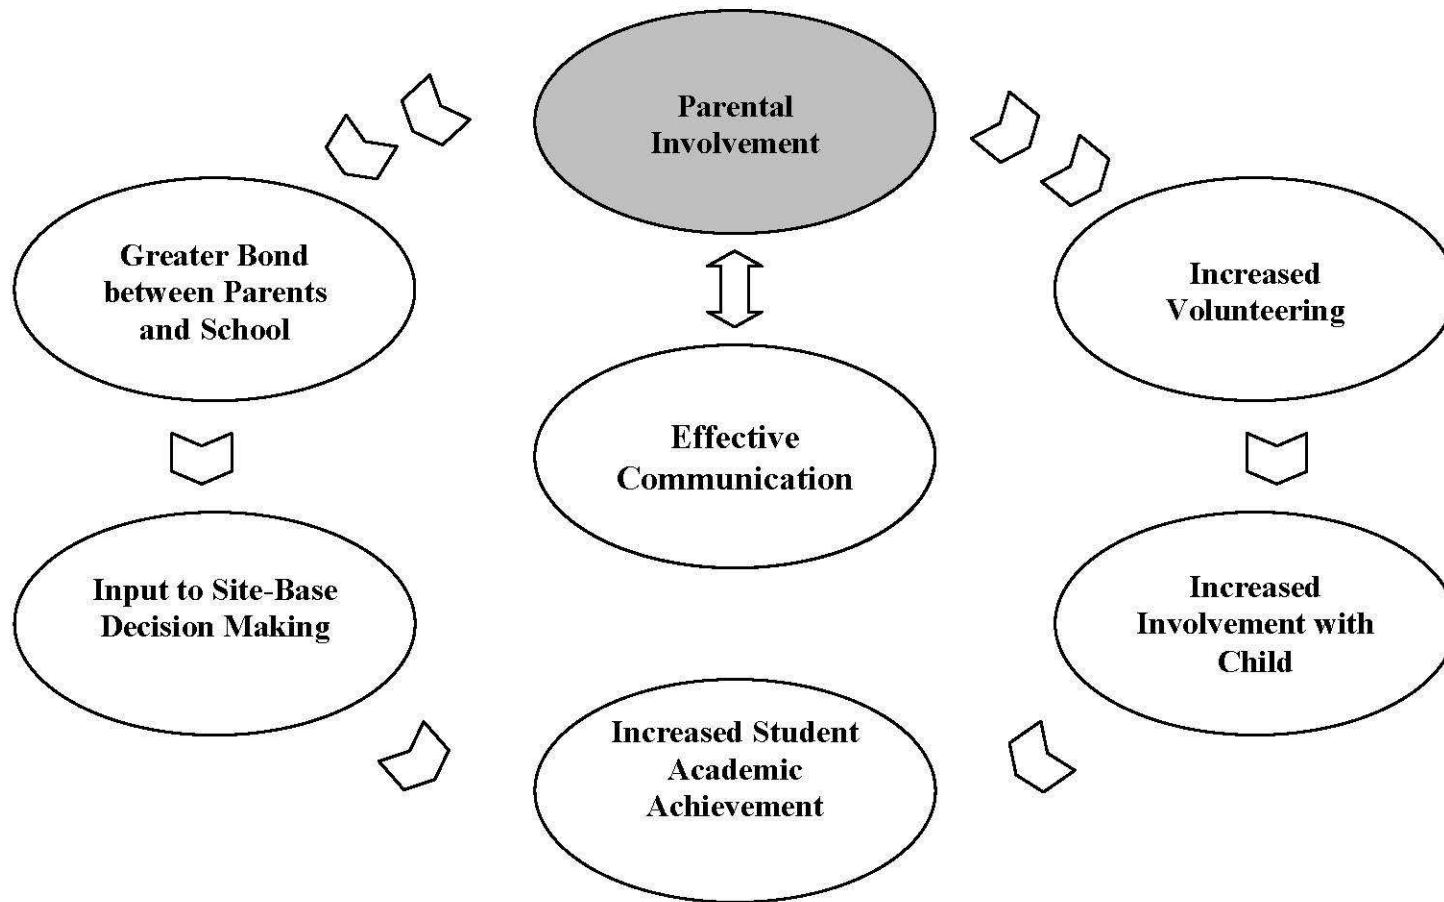 Parental
Involvement
Greater Bond
between Parents
and School
Increased
Volunteering
Effective
Communication
Input to Site-Base
Decision Making
Increased
Involvement with
Child
Increased Student
Academic
Achievement